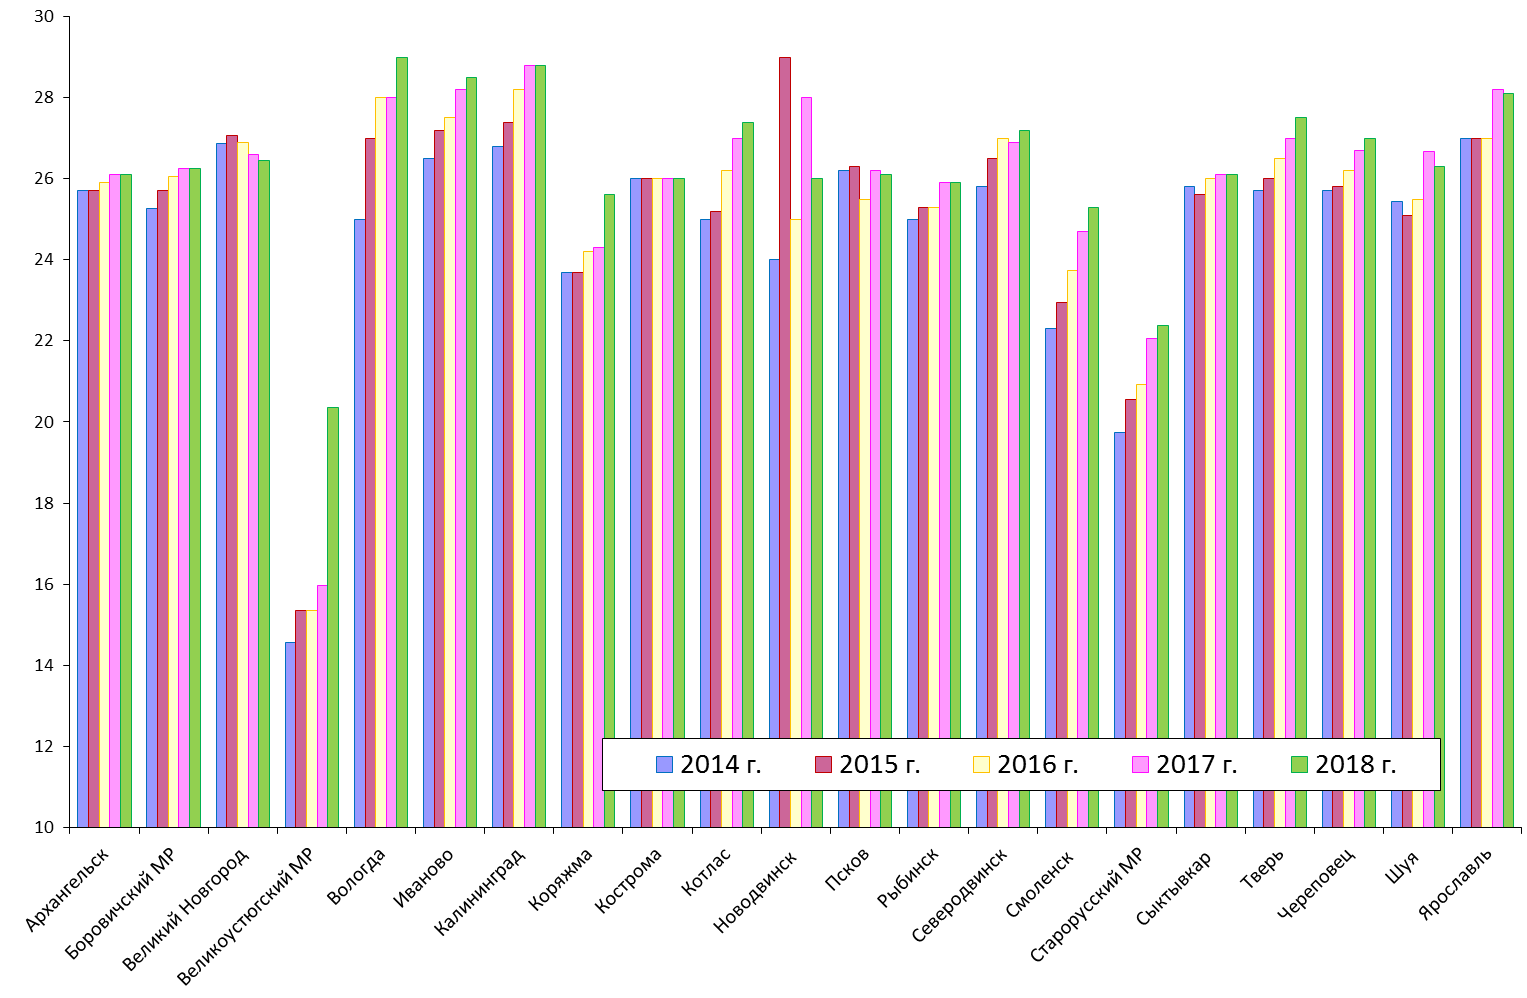 30
28
26
24
22
20
18
16
14
12
10
2014 г. 2015 г. 2016 г. 2017 г. 2018 г.
Архангельск
Боровичский МР
Великий Новгород
Великоустюгский МР
Вологда
Иваново
Калининград
Коряжма
Кострома
Котлас
Новодвинск
Псков
Рыбинск
Северодвинск
Смоленск
Старорусский МР
Сыктывкар
Тверь
Череповец
Шуя
Ярославль